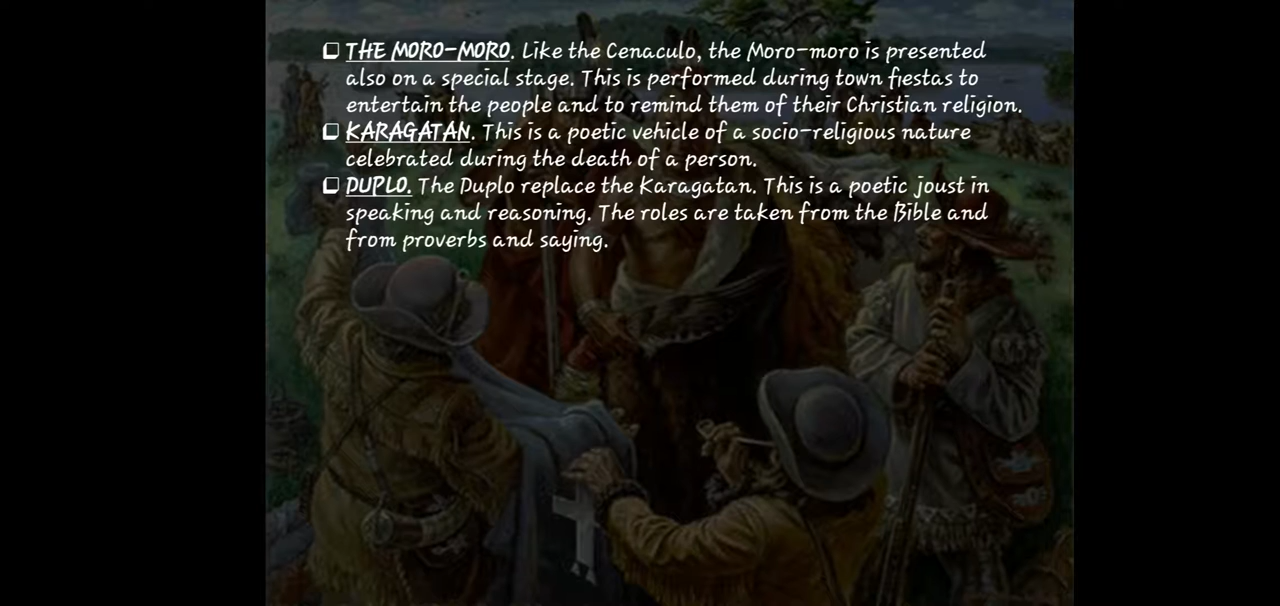 ❑ THE MORO-MORO. Like the Cenaculo, the Moro-moro is presented
also on a special stage. This is performed during town fiestas to
entertain the people and to remind them of their Christian religion.
❑ KARAGATAN. This is a poetic vehicle of a socio-religious nature
celebrated during the death of a person.
❑ DUPLO. The Duplo replace the Karagatan. This is a poetic joust in
speaking and reasoning. The roles are taken from the Bible and
from proverbs and saying.